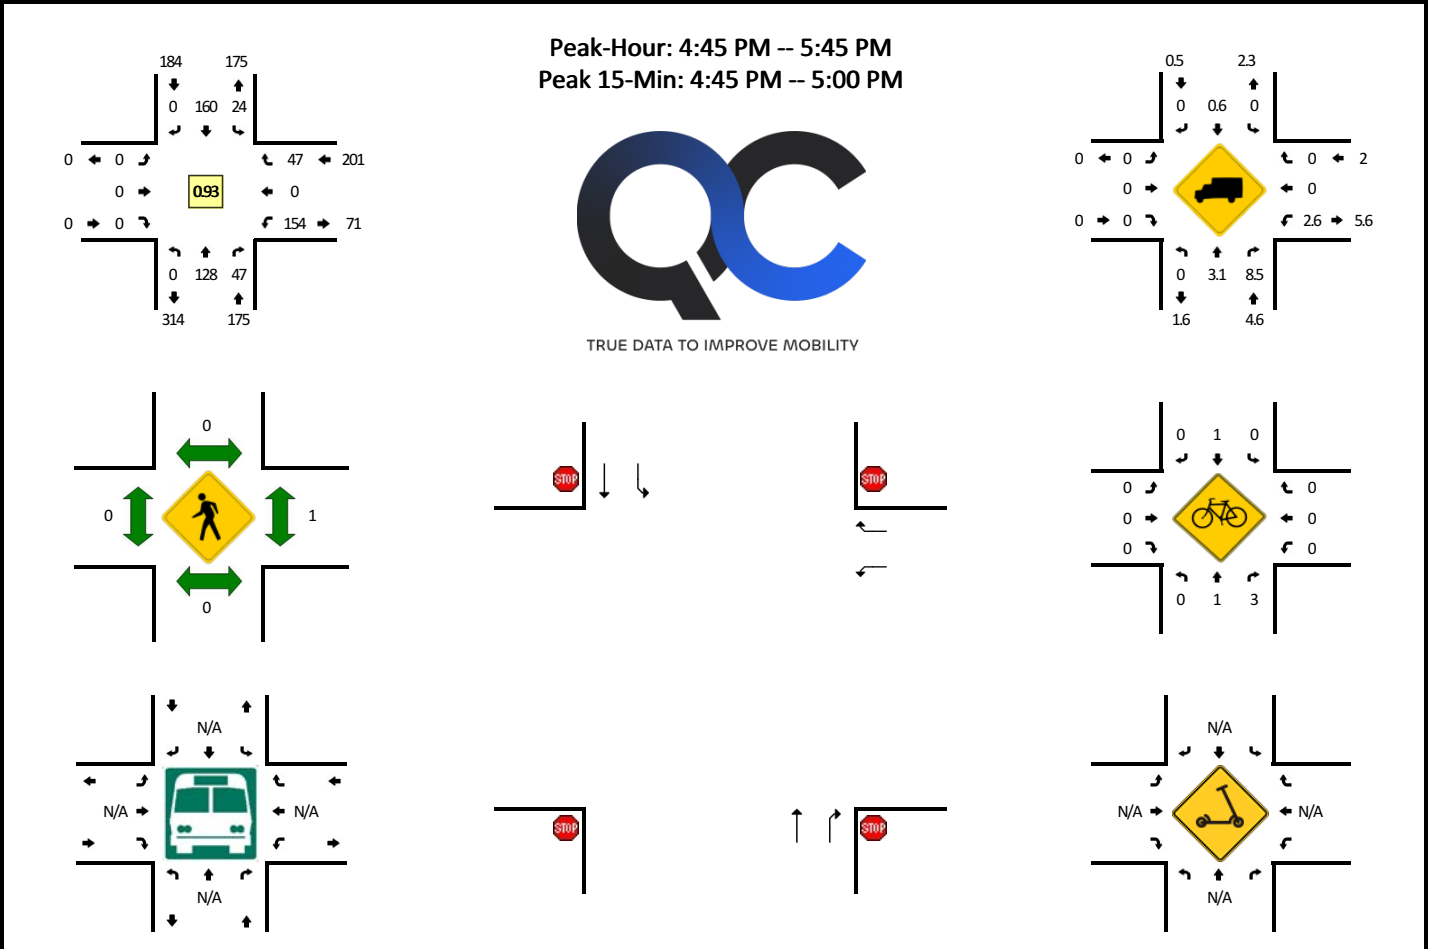 Peak-Hour: 4:45 PM -- 5:45 PM
Peak 15-Min: 4:45 PM -- 5:00 PM
184 175
0 160 24
0 0 47 201
0 0.93 0
0 0 154 71
0 128 47
314 175
TRUE DATA TO IMPROVE MOBILITY
0.5 2.3
0 0.6 0
0 0 0 2
0 0
0 0 2.6 5.6
0 3.1 8.5
1.6 4.6
0
0 1
0
STOP STOP
STOP STOP
0 1 0
0 0
0 0
0 0
0 1 3
N/A
N/A N/A
N/A
N/A
N/A N/A
N/A